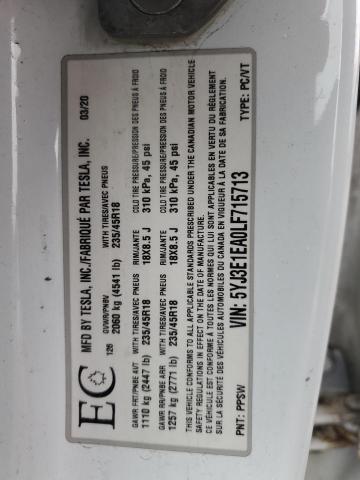 EC
126
MFD BY TESLA, INC./FABRIQUÉ PAR TESLA, INC. 03/20
GVWR/PNBV WITH TIRES/AVEC PNEUS
2060 kg (4541 lb) 235/45R18
GAWR FRT/PNBE AVT WITH TIRES/AVEC PNEUS RIM/JANTE COLD TIRE PRESSION/PRESSION DES PNEUS À FROID
1110 kg (2447 lb) 235/45R18 18X8.5 J 310 kPa, 45 psi
GAWR RR/PNBE ARR WITH TIRES/AVEC PNEUS RIM/JANTE COLD TIRE PRESSION/PRESSION DES PNEUS À FROID
1257 kg (2771 lb) 235/45R18 18X8.5 J 310 kPa, 45 psi
THIS VEHICLE CONFORMS TO ALL APPLICABLE STANDARDS PRESCRIBED UNDER THE CANADIAN MOTOR VEHICLE
SAFETY REGULATIONS IN EFFECT ON THE DATE OF MANUFACTURE.
CE VÉHICULE EST CONFORME À TOUTES LES NORMES QUI LUI SONT APPLICABLES EN VERTU DU RÈGLEMENT
SUR LA SÉCURITÉ DES VÉHICULES AUTOMOBILES DU CANADA EN VIGUEUR À LA DATE DE SA FABRICATION.
VIN: 5YJ3E1EA0LF715713
PNT: PPSW TYPE: PC/VT